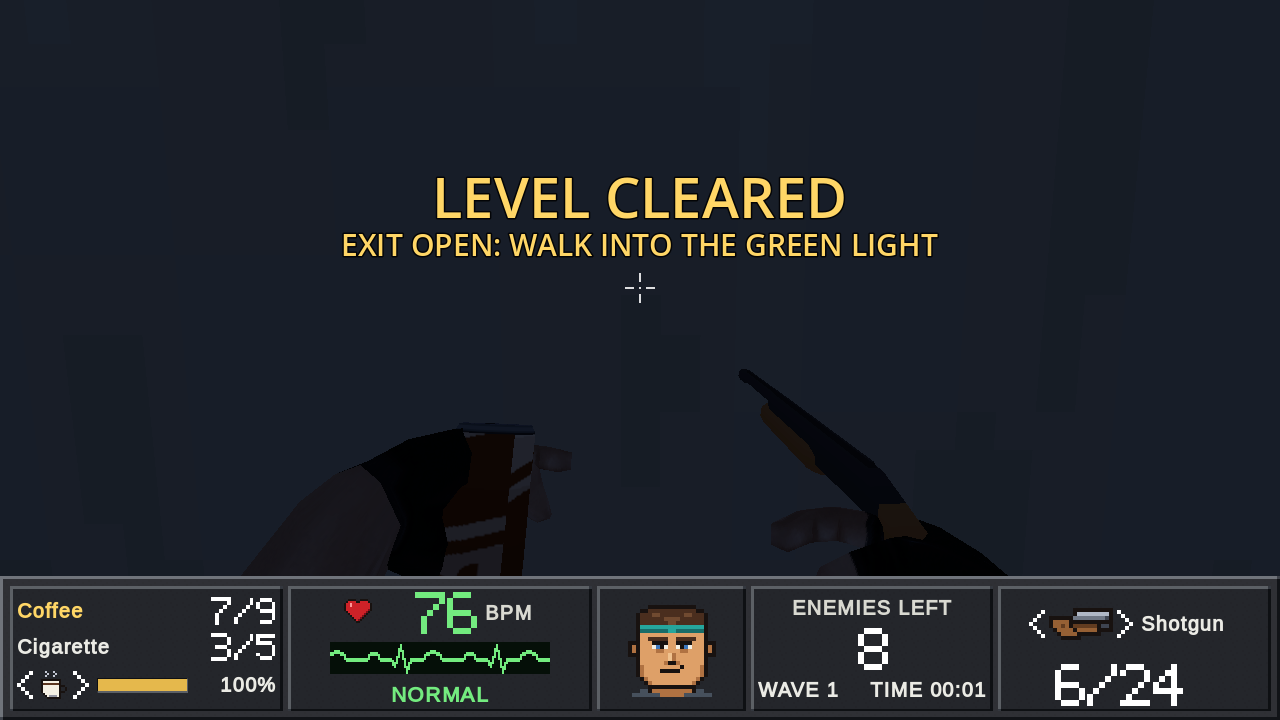 LEVEL CLEARED
EXIT OPEN: WALK INTO THE GREEN LIGHT
Coffee 7/9
Cigarette 3/5
100%
76 BPM
NORMAL
ENEMIES LEFT
8
WAVE 1 TIME 00:01
Shotgun
6/24